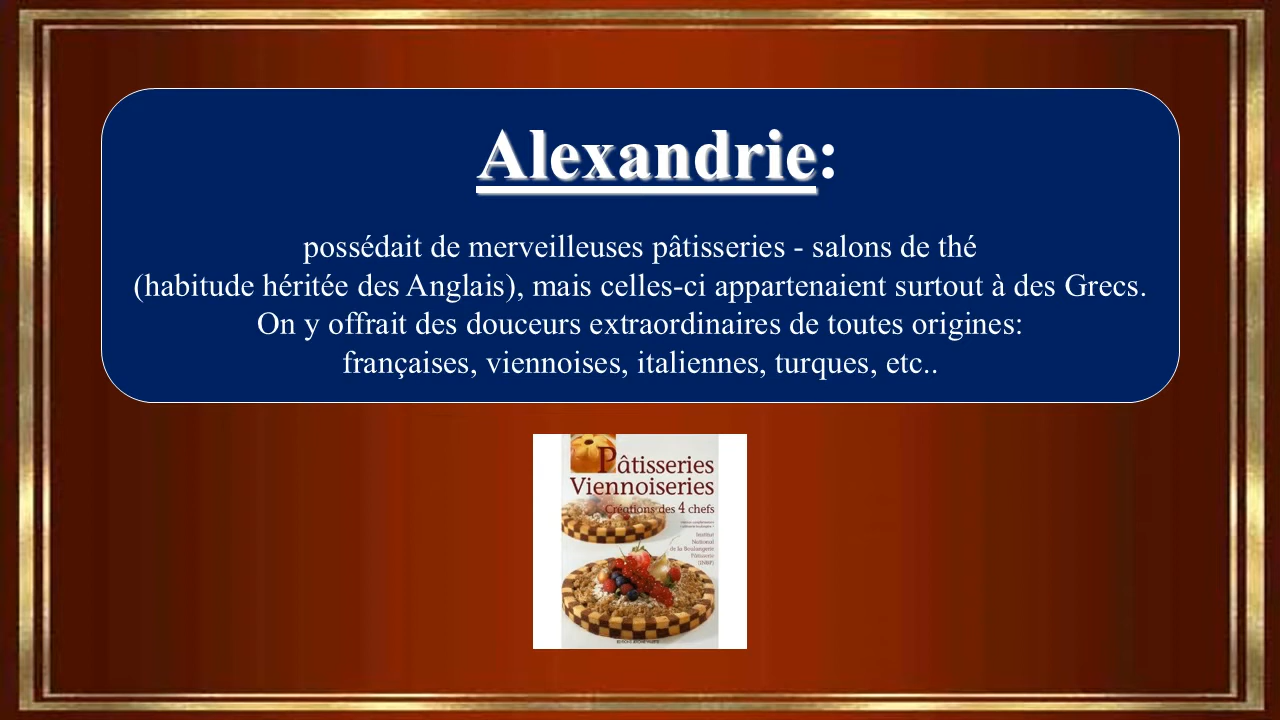 Alexandrie:
possédait de merveilleuses pâtisseries - salons de thé
(habitude héritée des Anglais), mais celles-ci appartenaient surtout à des Grecs.
On y offrait des douceurs extraordinaires de toutes origines:
françaises, viennoises, italiennes, turques, etc..
Pâtisseries
Viennoiseries
Créations des 4 chefs
Institut
National
de la Boulangerie
Pâtisserie
(INBP)